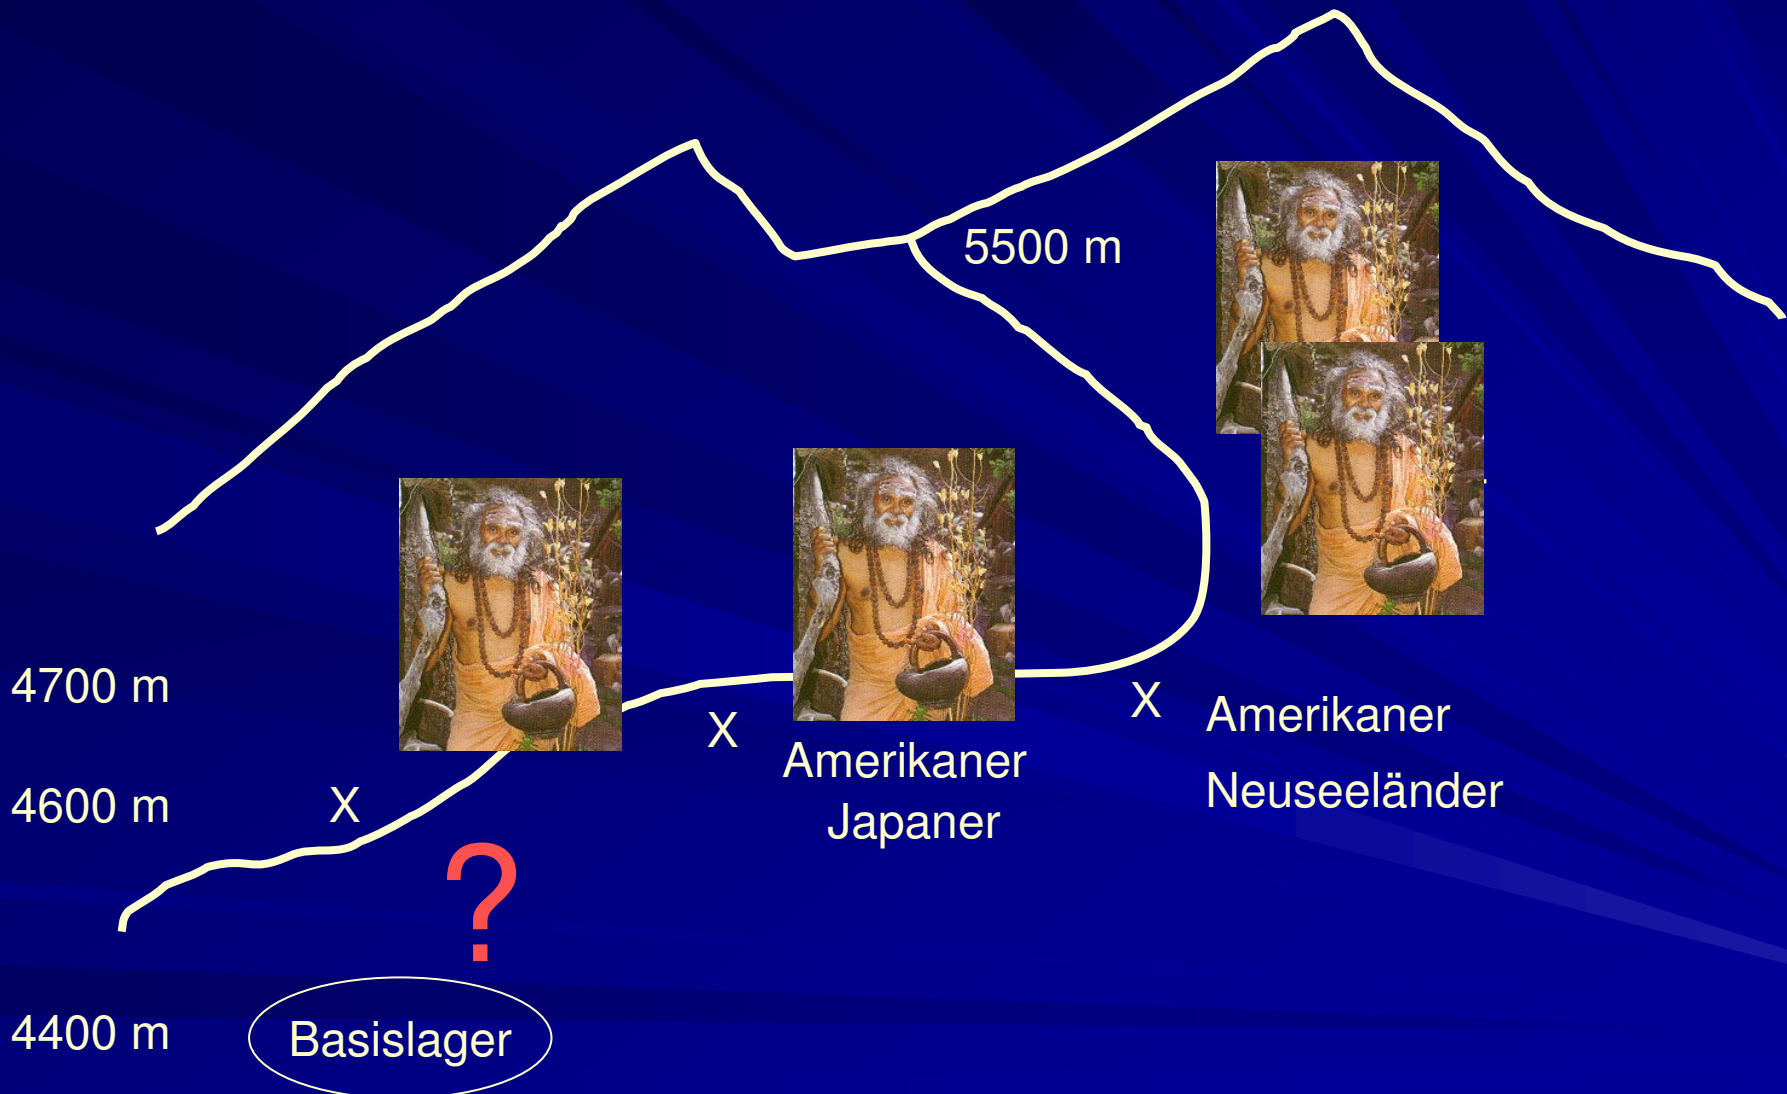 5500 m
4700 m
X
Amerikaner
X
Amerikaner
Neuseeländer
Japaner
4600 m
X
?
4400 m
Basislager